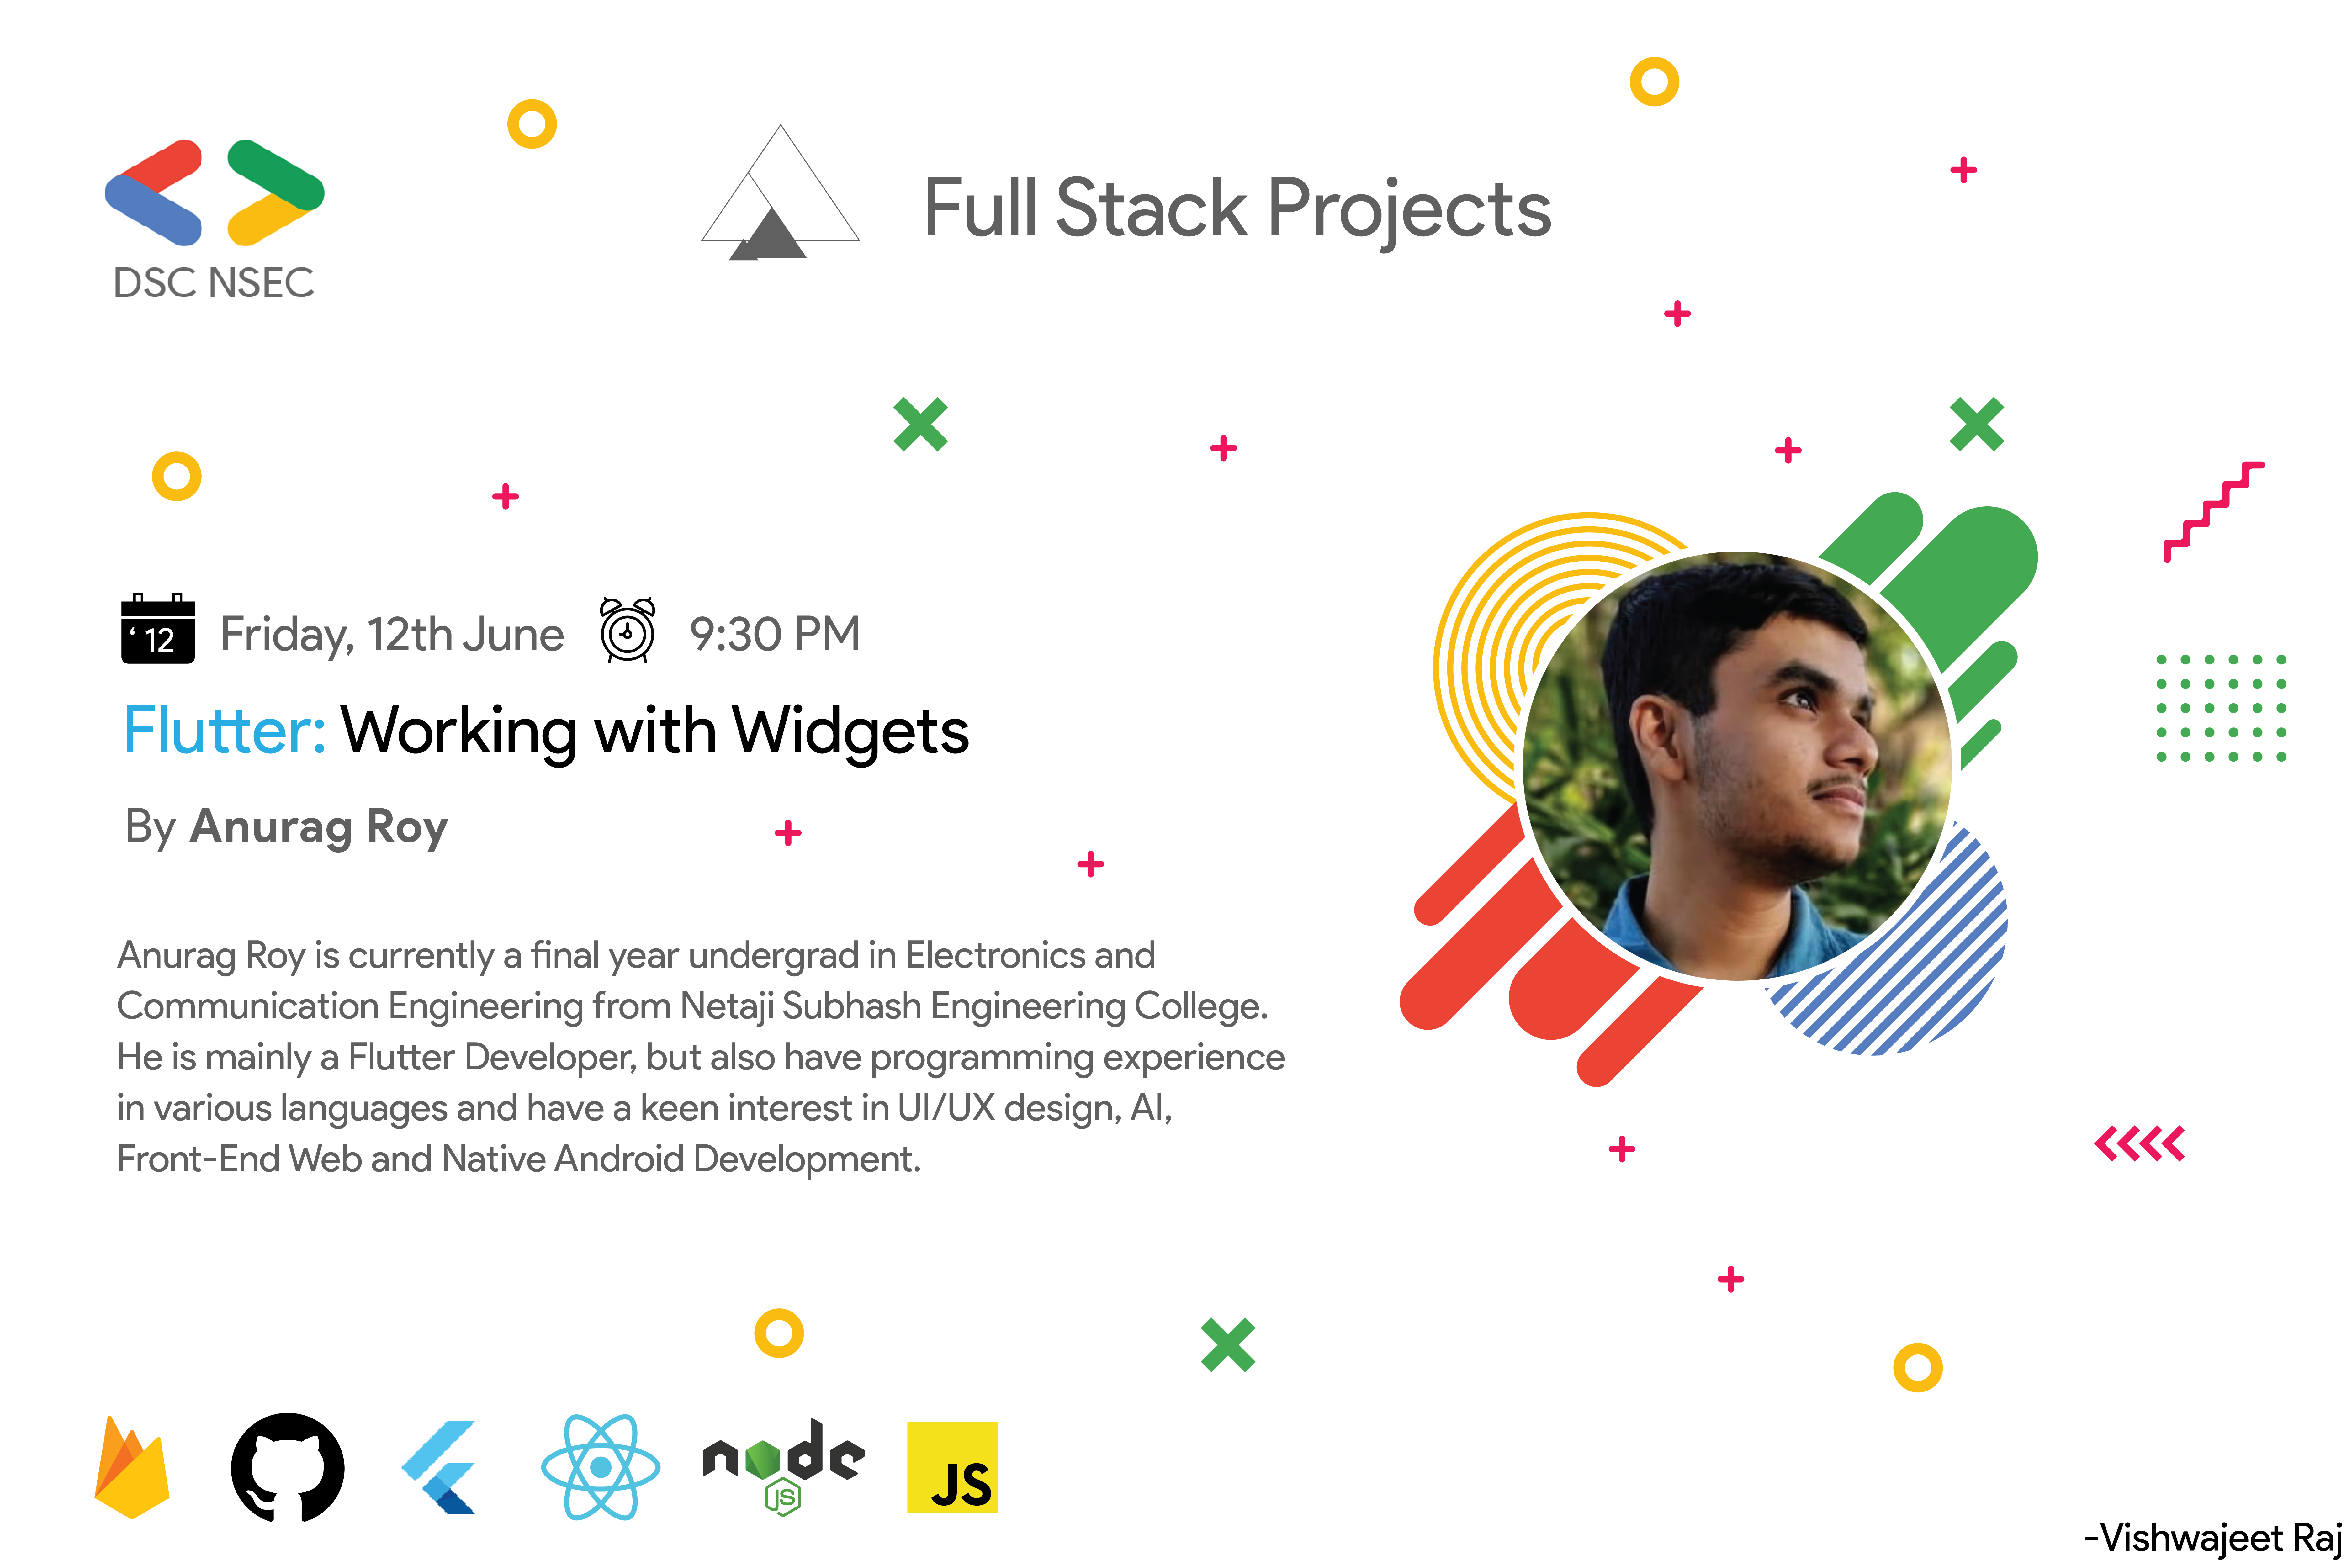 DSC NSEC
Full Stack Projects
‘ 12
Friday, 12th June
9:30 PM
Flutter: Working with Widgets
By Anurag Roy
Anurag Roy is currently a final year undergrad in Electronics and
Communication Engineering from Netaji Subhash Engineering College.
He is mainly a Flutter Developer, but also have programming experience
in various languages and have a keen interest in UI/UX design, AI,
Front-End Web and Native Android Development.
node
JS
JS
-Vishwajeet Raj